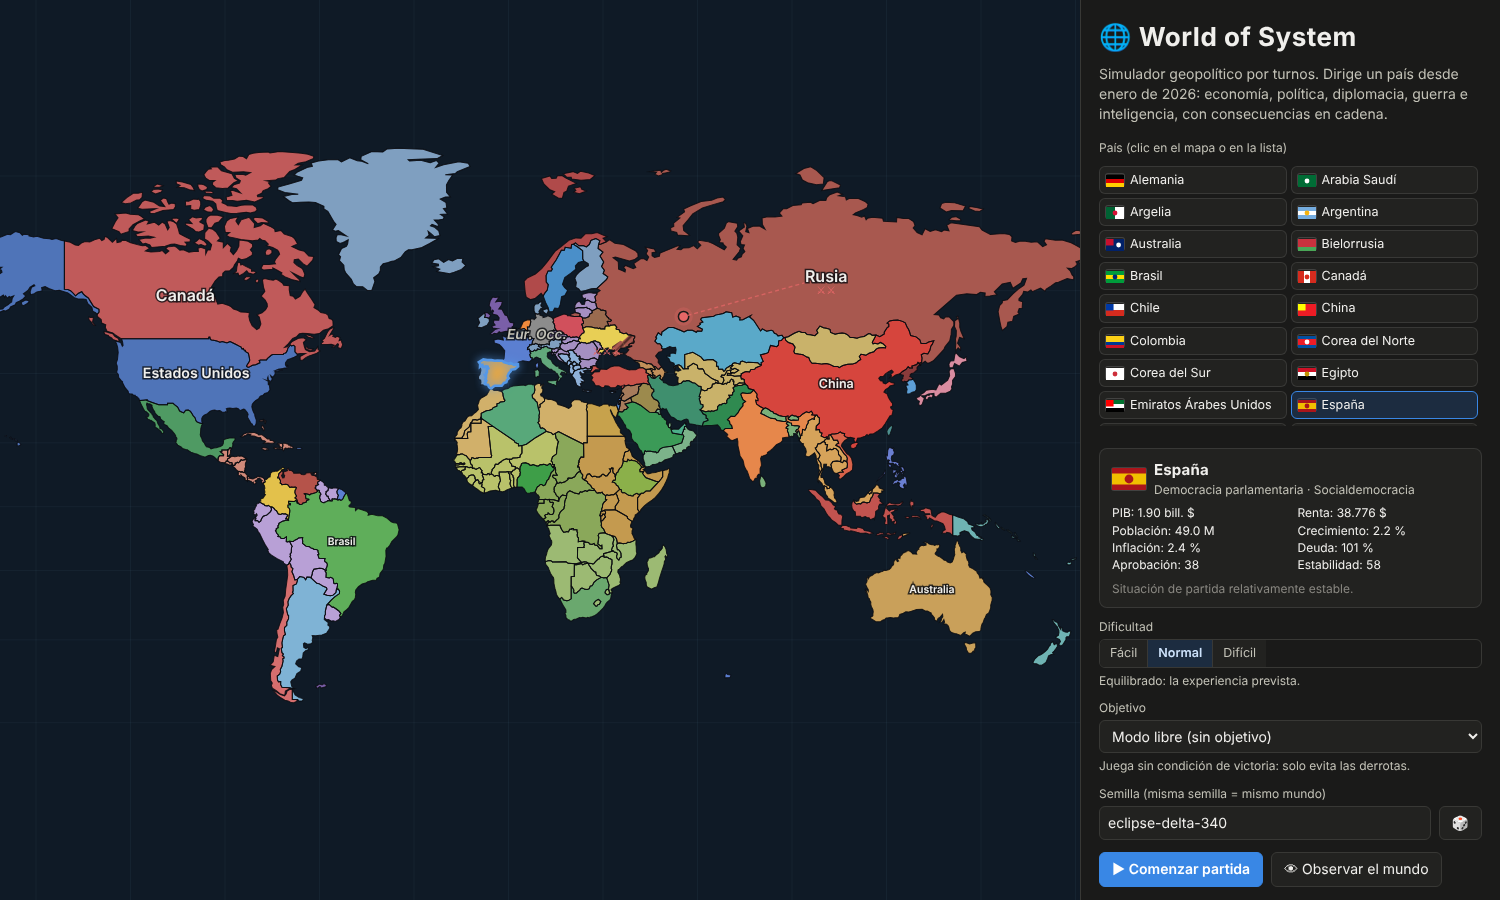 World of System
Simulador geopolítico por turnos. Dirige un país desde
enero de 2026: economía, política, diplomacia, guerra e
inteligencia, con consecuencias en cadena.
País (clic en el mapa o en la lista)
Alemania
Arabia Saudí
Argelia
Argentina
Australia
Bielorrusia
Brasil
Canadá
Chile
China
Colombia
Corea del Norte
Corea del Sur
Egipto
Emiratos Árabes Unidos
España
España
Democracia parlamentaria · Socialdemocracia
PIB: 1.90 bill. $
Renta: 38.776 $
Población: 49.0 M
Crecimiento: 2.2 %
Inflación: 2.4 %
Deuda: 101 %
Aprobación: 38
Estabilidad: 58
Situación de partida relativamente estable.
Dificultad
Fácil
Normal
Difícil
Equilibrado: la experiencia prevista.
Objetivo
Modo libre (sin objetivo)
Juega sin condición de victoria: solo evita las derrotas.
Semilla (misma semilla = mismo mundo)
eclipse-delta-340
Comenzar partida
Observar el mundo
Canadá
Rusia
Eur. Occ.
Estados Unidos
China
Brasil
Australia